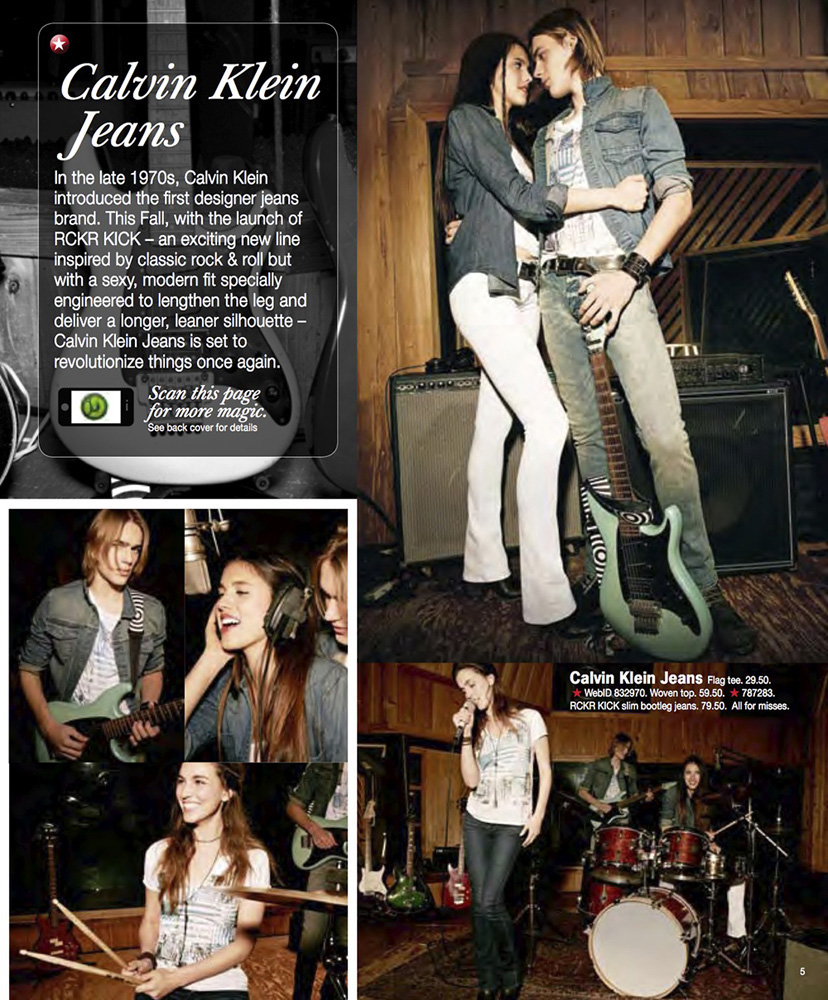 Calvin Klein
Jeans
In the late 1970s, Calvin Klein
introduced the first designer jeans
brand. This Fall, with the launch of
RCKR KICK – an exciting new line
inspired by classic rock & roll but
with a sexy, modern fit specially
engineered to lengthen the leg and
deliver a longer, leaner silhouette –
Calvin Klein Jeans is set to
revolutionize things once again.
Scan this page
for more magic.
See back cover for details
Calvin Klein Jeans Flag tee. 29.50.
★ WebID 832970. Woven top. 59.50. ★ 787283.
RCKR KICK slim bootleg jeans. 79.50. All for misses.
5